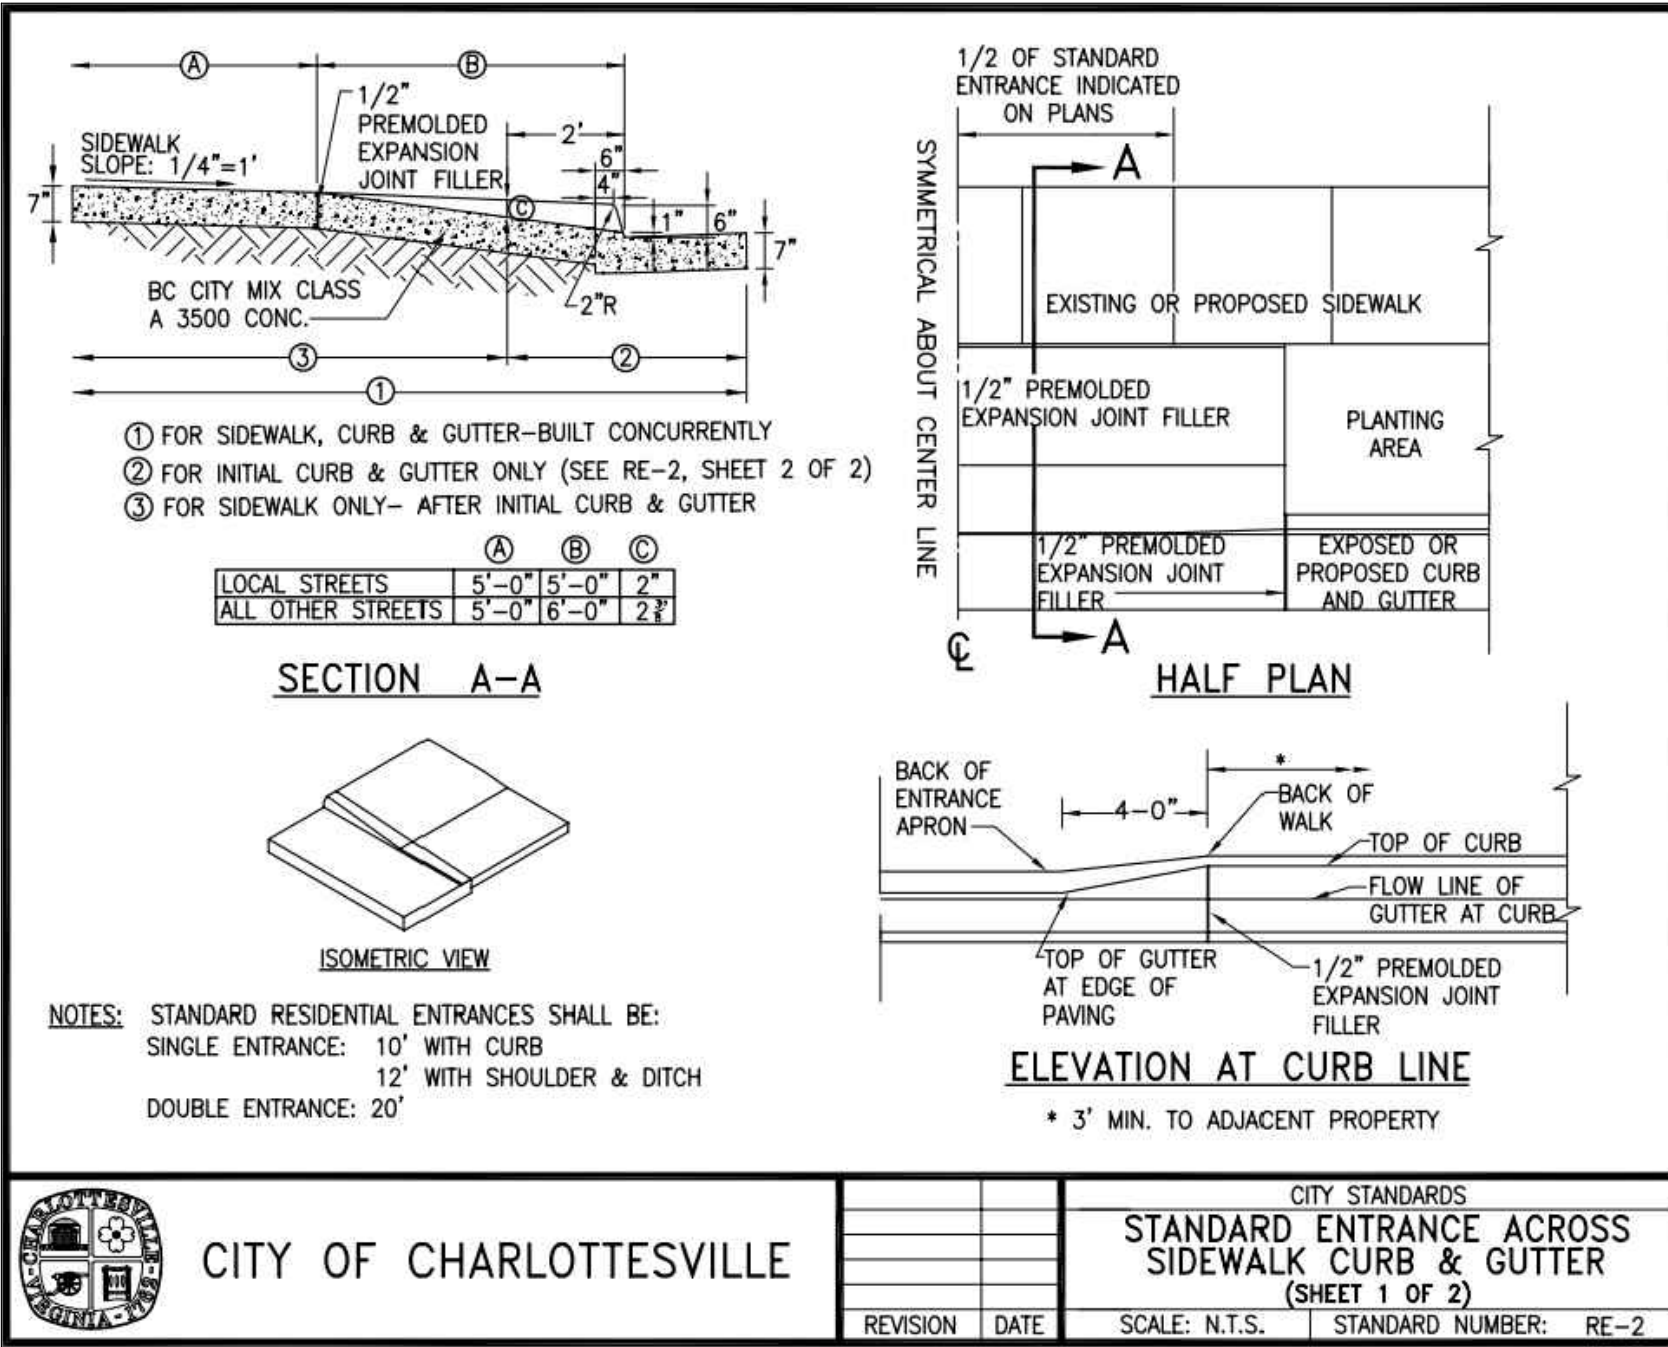 Ⓐ Ⓑ
1/2"
PREMOLDED
EXPANSION
JOINT FILLER
SIDEWALK
SLOPE: 1/4"=1'
2'
6"
4"
7"
Ⓒ
1"
6"
7"
BC CITY MIX CLASS
A 3500 CONC.
2"R
③ ②
①
① FOR SIDEWALK, CURB & GUTTER-BUILT CONCURRENTLY
② FOR INITIAL CURB & GUTTER ONLY (SEE RE-2, SHEET 2 OF 2)
③ FOR SIDEWALK ONLY- AFTER INITIAL CURB & GUTTER
Ⓐ Ⓑ Ⓒ
LOCAL STREETS 5'-0" 5'-0" 2"
ALL OTHER STREETS 5'-0" 6'-0" 2
SECTION A-A
1/2 OF STANDARD
ENTRANCE INDICATED
ON PLANS
A
SYMMETRICAL ABOUT CENTER LINE
EXISTING OR PROPOSED SIDEWALK
1/2" PREMOLDED
EXPANSION JOINT FILLER
PLANTING
AREA
1/2" PREMOLDED
EXPANSION JOINT
FILLER
EXPOSED OR
PROPOSED CURB
AND GUTTER
℄
A
HALF PLAN
ISOMETRIC VIEW
BACK OF
ENTRANCE
APRON
4-0"
*
BACK OF
WALK
TOP OF CURB
FLOW LINE OF
GUTTER AT CURB
TOP OF GUTTER
AT EDGE OF
PAVING
1/2" PREMOLDED
EXPANSION JOINT
FILLER
ELEVATION AT CURB LINE
* 3' MIN. TO ADJACENT PROPERTY
NOTES: STANDARD RESIDENTIAL ENTRANCES SHALL BE:
SINGLE ENTRANCE: 10' WITH CURB
12' WITH SHOULDER & DITCH
DOUBLE ENTRANCE: 20'
CHARLOTTESVILLE
VIRGINIA-1762
CITY OF CHARLOTTESVILLE
REVISION DATE
CITY STANDARDS
STANDARD ENTRANCE ACROSS
SIDEWALK CURB & GUTTER
(SHEET 1 OF 2)
SCALE: N.T.S. STANDARD NUMBER: RE-2